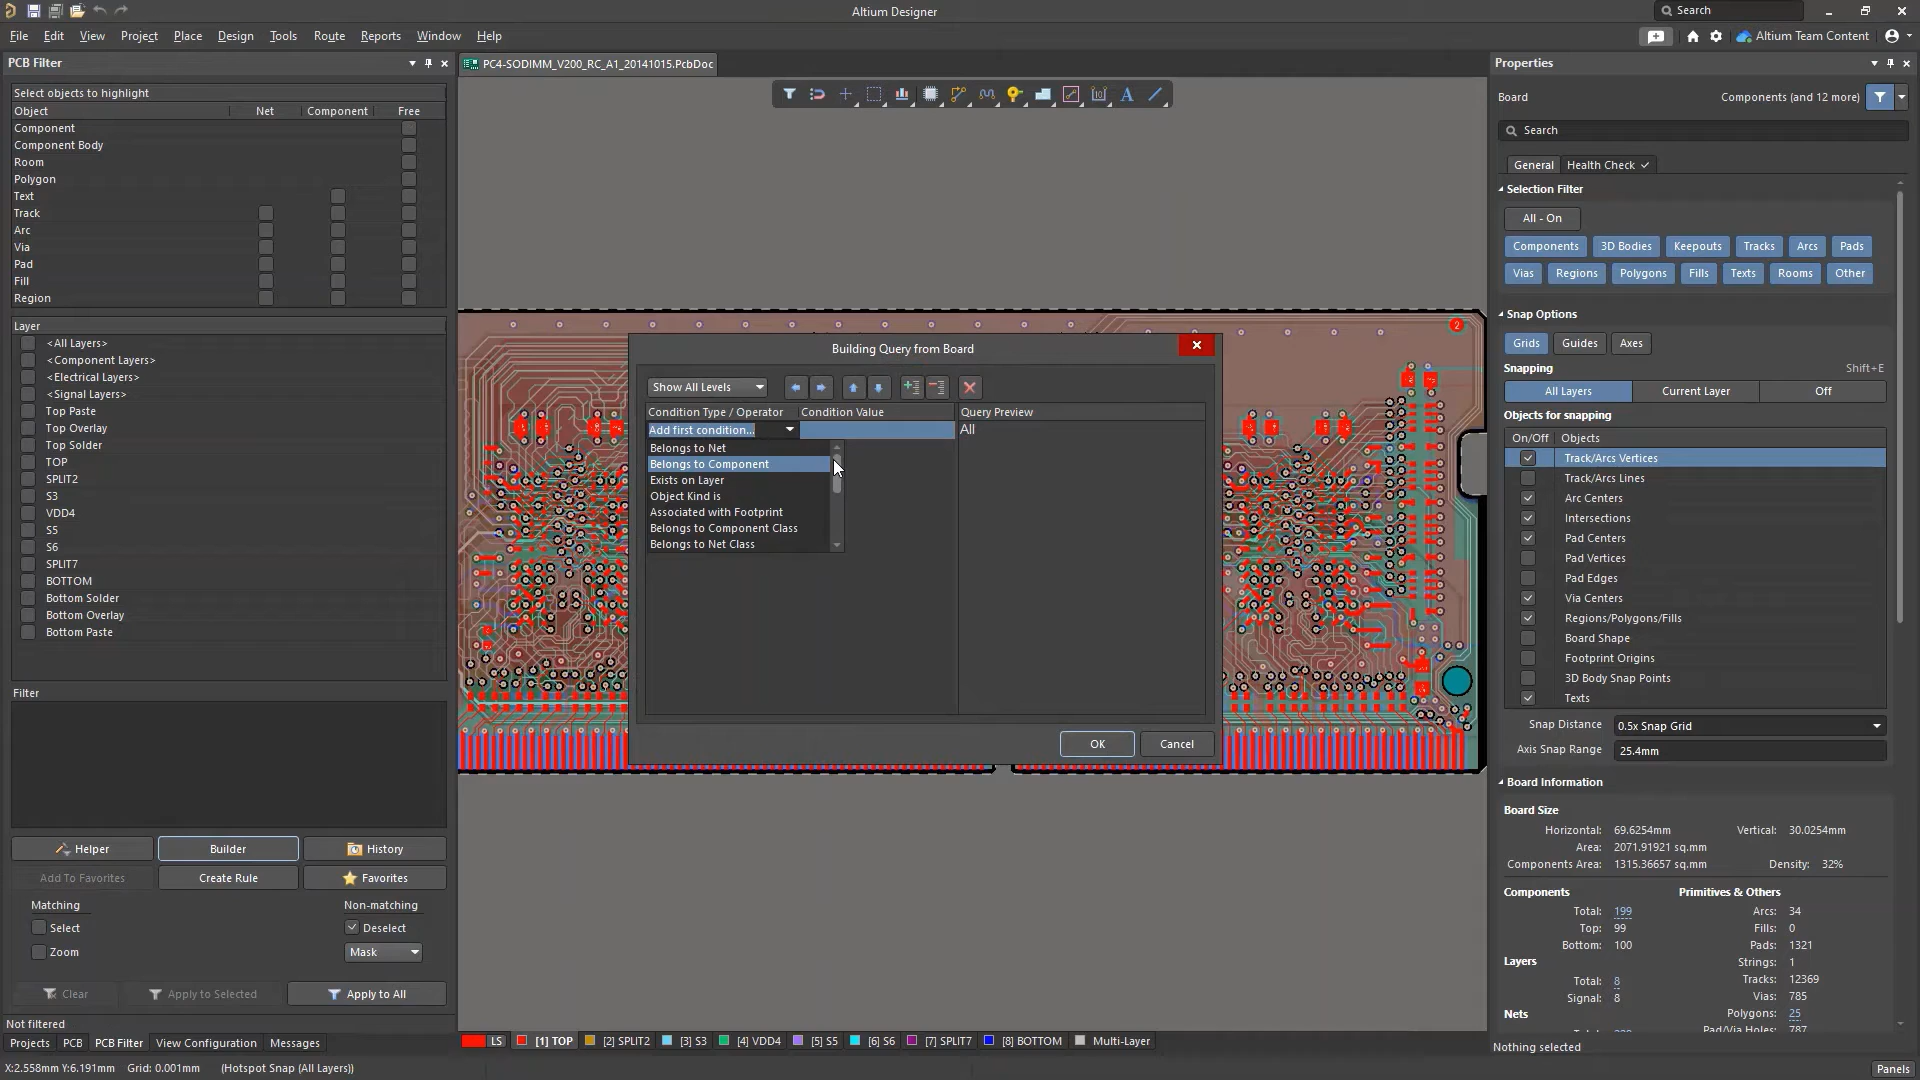 Altium Designer
Search
File Edit View Project Place Design Tools Route Reports Window Help
Altium Team Content
PCB Filter
PC4-SODIMM_V200_RC_A1_20141015.PcbDoc
Properties
Select objects to highlight
Object Net Component Free
Component
Component Body
Room
Polygon
Text
Track
Arc
Via
Pad
Fill
Region
Layer
<All Layers>
<Component Layers>
<Electrical Layers>
<Signal Layers>
Top Paste
Top Overlay
Top Solder
TOP
SPLIT2
S3
VDD4
S5
S6
SPLIT7
BOTTOM
Bottom Solder
Bottom Overlay
Bottom Paste
Filter
Helper Builder History
Add To Favorites Create Rule Favorites
Matching Non-matching
Select Deselect
Zoom Mask
Clear Apply to Selected Apply to All
Not filtered
Projects PCB PCB Filter View Configuration Messages
X:2.558mm Y:6.191mm Grid: 0.001mm (Hotspot Snap (All Layers))
2
Building Query from Board
Show All Levels
Condition Type / Operator Condition Value Query Preview
Add first condition... All
Belongs to Net
Belongs to Component
Exists on Layer
Object Kind is
Associated with Footprint
Belongs to Component Class
Belongs to Net Class
OK Cancel
LS [1] TOP [2] SPLIT2 [3] S3 [4] VDD4 [5] S5 [6] S6 [7] SPLIT7 [8] BOTTOM Multi-Layer
Board Components (and 12 more)
Search
General Health Check
Selection Filter
All - On
Components 3D Bodies Keepouts Tracks Arcs Pads
Vias Regions Polygons Fills Texts Rooms Other
Snap Options
Grids Guides Axes
Snapping Shift+E
All Layers Current Layer Off
Objects for snapping
On/Off Objects
Track/Arcs Vertices
Track/Arcs Lines
Arc Centers
Intersections
Pad Centers
Pad Vertices
Pad Edges
Via Centers
Regions/Polygons/Fills
Board Shape
Footprint Origins
3D Body Snap Points
Texts
Snap Distance 0.5x Snap Grid
Axis Snap Range 25.4mm
Board Information
Board Size
Horizontal: 69.6254mm Vertical: 30.0254mm
Area: 2071.91921 sq.mm
Components Area: 1315.36657 sq.mm Density: 32%
Components Primitives & Others
Total: 199 Arcs: 34
Top: 99 Fills: 0
Bottom: 100 Pads: 1321
Layers Strings: 1
Total: 8 Tracks: 12369
Signal: 8 Vias: 785
Nets Polygons: 25
Pad/Via Holes: 787
Nothing selected
Panels